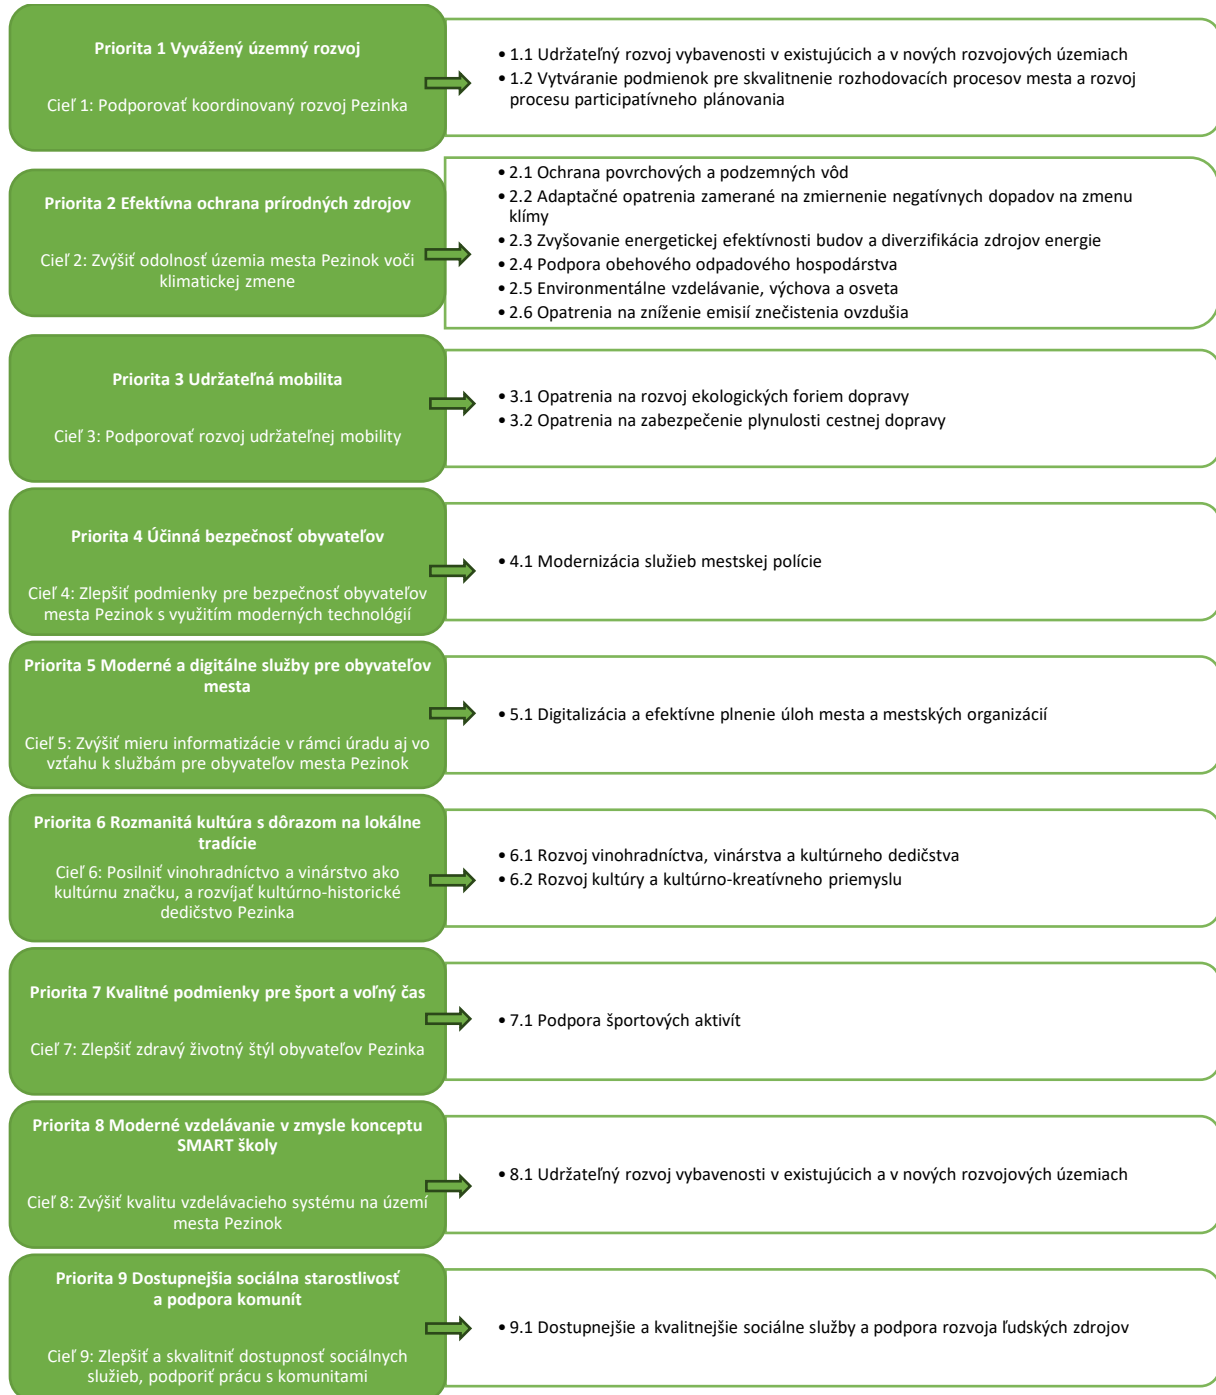 Priorita 1 Vyvážený územný rozvoj
Cieľ 1: Podporovať koordinovaný rozvoj Pezinka
• 1.1 Udržateľný rozvoj vybavenosti v existujúcich a v nových rozvojových územiach
• 1.2 Vytváranie podmienok pre skvalitnenie rozhodovacích procesov mesta a rozvoj
procesu participatívneho plánovania
Priorita 2 Efektívna ochrana prírodných zdrojov
Cieľ 2: Zvýšiť odolnosť územia mesta Pezinok voči
klimatickej zmene
• 2.1 Ochrana povrchových a podzemných vôd
• 2.2 Adaptačné opatrenia zamerané na zmiernenie negatívnych dopadov na zmenu
klímy
• 2.3 Zvyšovanie energetickej efektívnosti budov a diverzifikácia zdrojov energie
• 2.4 Podpora obehového odpadového hospodárstva
• 2.5 Environmentálne vzdelávanie, výchova a osveta
• 2.6 Opatrenia na zníženie emisií znečistenia ovzdušia
Priorita 3 Udržateľná mobilita
Cieľ 3: Podporovať rozvoj udržateľnej mobility
• 3.1 Opatrenia na rozvoj ekologických foriem dopravy
• 3.2 Opatrenia na zabezpečenie plynulosti cestnej dopravy
Priorita 4 Účinná bezpečnosť obyvateľov
Cieľ 4: Zlepšiť podmienky pre bezpečnosť obyvateľov
mesta Pezinok s využitím moderných technológií
• 4.1 Modernizácia služieb mestskej polície
Priorita 5 Moderné a digitálne služby pre obyvateľov
mesta
Cieľ 5: Zvýšiť mieru informatizácie v rámci úradu aj vo
vzťahu k službám pre obyvateľov mesta Pezinok
• 5.1 Digitalizácia a efektívne plnenie úloh mesta a mestských organizácií
Priorita 6 Rozmanitá kultúra s dôrazom na lokálne
tradície
Cieľ 6: Posilniť vinohradníctvo a vinárstvo ako
kultúrnu značku, a rozvíjať kultúrno-historické
dedičstvo Pezinka
• 6.1 Rozvoj vinohradníctva, vinárstva a kultúrneho dedičstva
• 6.2 Rozvoj kultúry a kultúrno-kreatívneho priemyslu
Priorita 7 Kvalitné podmienky pre šport a voľný čas
Cieľ 7: Zlepšiť zdravý životný štýl obyvateľov Pezinka
• 7.1 Podpora športových aktivít
Priorita 8 Moderné vzdelávanie v zmysle konceptu
SMART školy
Cieľ 8: Zvýšiť kvalitu vzdelávacieho systému na území
mesta Pezinok
• 8.1 Udržateľný rozvoj vybavenosti v existujúcich a v nových rozvojových územiach
Priorita 9 Dostupnejšia sociálna starostlivosť
a podpora komunít
Cieľ 9: Zlepšiť a skvalitniť dostupnosť sociálnych
služieb, podporiť prácu s komunitami
• 9.1 Dostupnejšie a kvalitnejšie sociálne služby a podpora rozvoja ľudských zdrojov